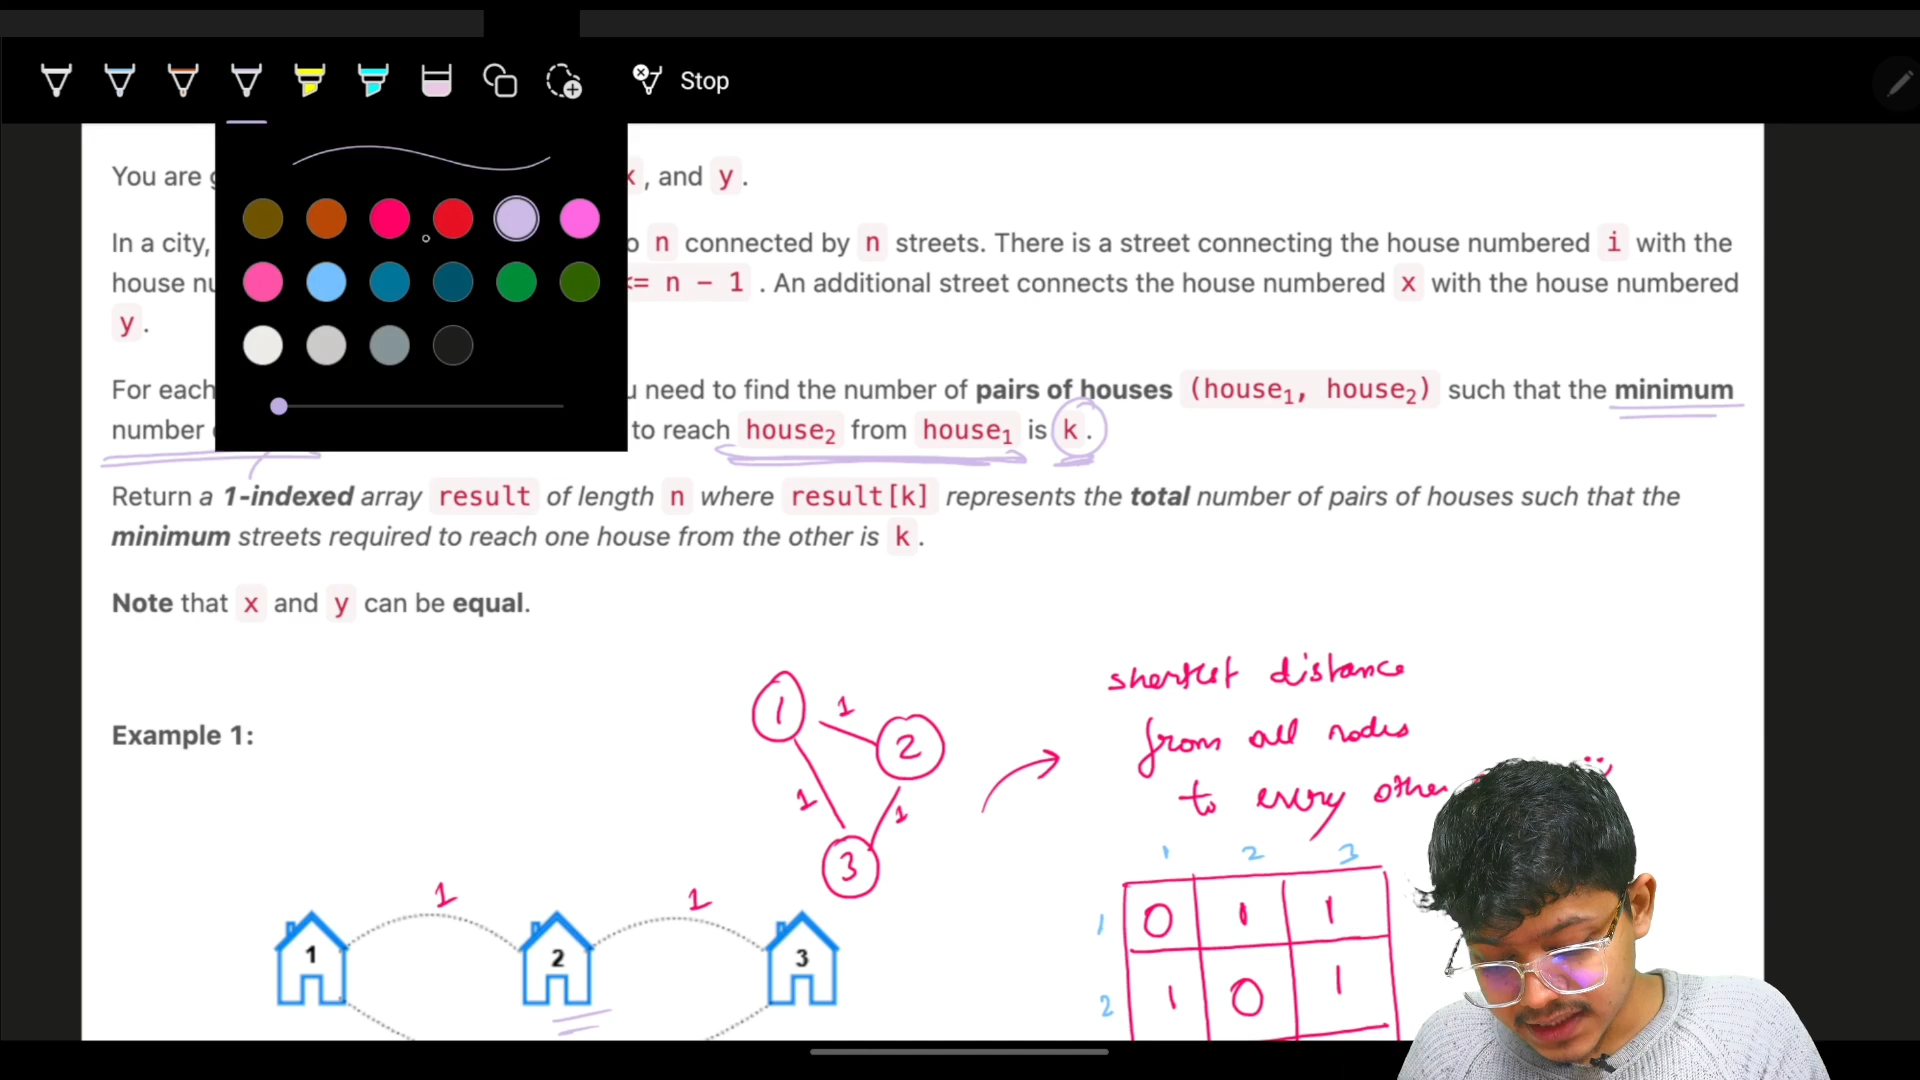 Stop
You are x, and y.
In a city, o n connected by n streets. There is a street connecting the house numbered i with the
house nu <= n - 1 . An additional street connects the house numbered x with the house numbered
y.
For each u need to find the number of pairs of houses (house1, house2) such that the minimum
number to reach house2 from house1 is k.
Return a 1-indexed array result of length n where result[k] represents the total number of pairs of houses such that the
minimum streets required to reach one house from the other is k.
Note that x and y can be equal.
shortest distance
from all nodes
to every other
Example 1:
1 1 2
1 1
3
1 1
1 2 3
1 2 3
1 0 1 1
2 1 0 1